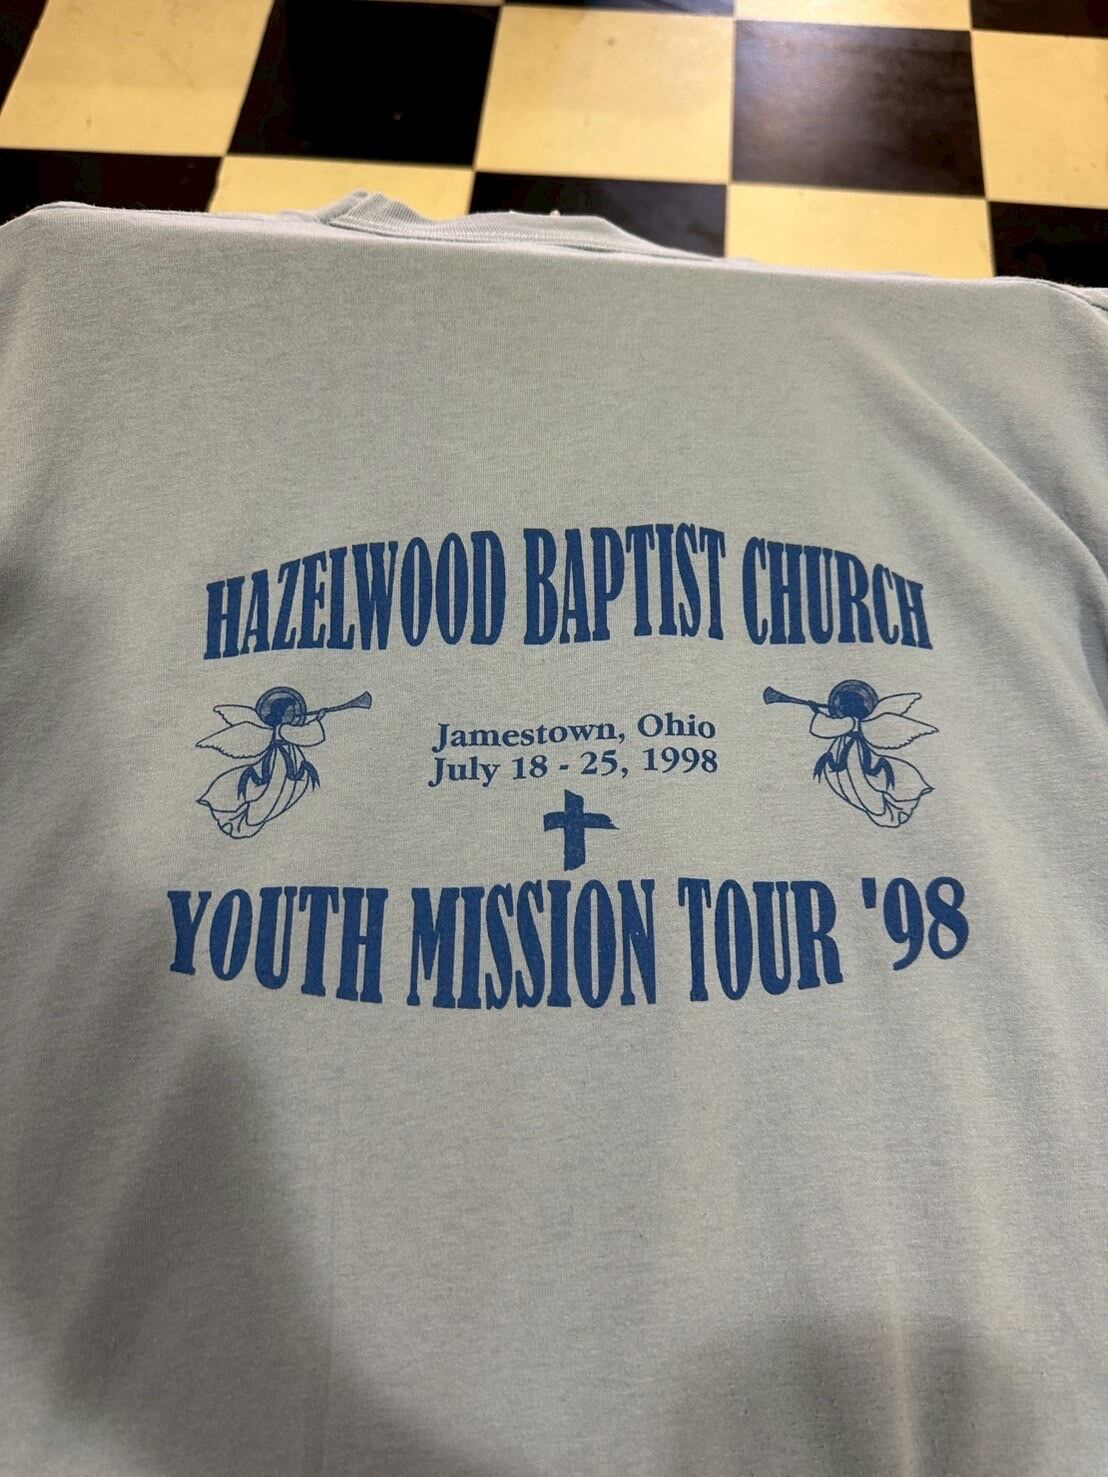 HAZELWOOD BAPTIST CHURCH
Jamestown, Ohio
July 18 - 25, 1998
YOUTH MISSION TOUR '98